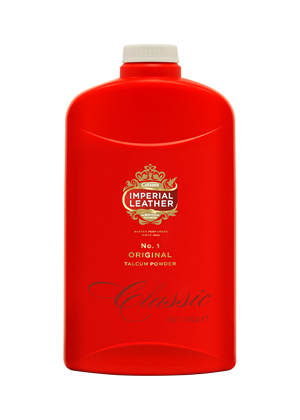 Cussons
IMPERIAL
LEATHER
No. 1
ORIGINAL
TALCUM POWDER
Classic